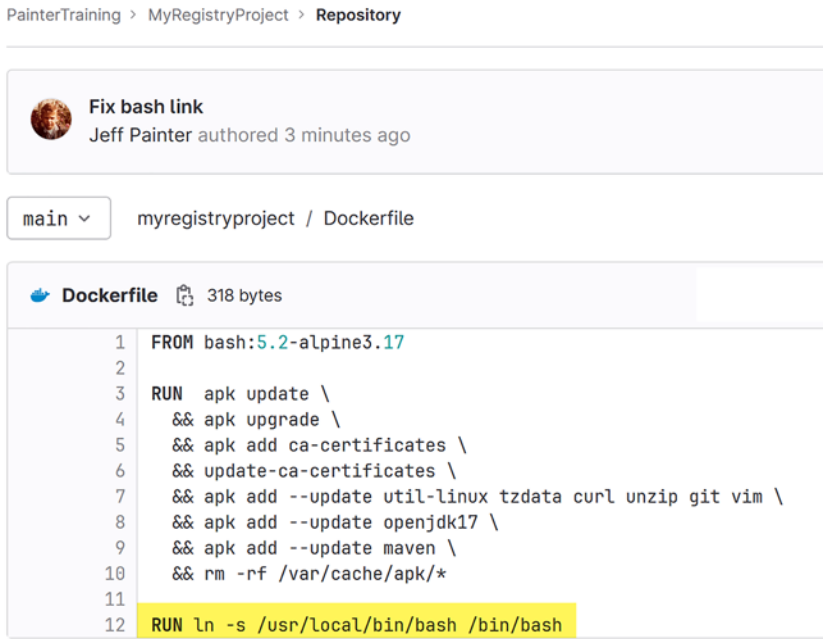 PainterTraining > MyRegistryProject > Repository
Fix bash link
Jeff Painter authored 3 minutes ago
main myregistryproject / Dockerfile
Dockerfile 318 bytes
1 FROM bash:5.2-alpine3.17
2
3 RUN  apk update \
4   && apk upgrade \
5   && apk add ca-certificates \
6   && update-ca-certificates \
7   && apk add --update util-linux tzdata curl unzip git vim \
8   && apk add --update openjdk17 \
9   && apk add --update maven \
10   && rm -rf /var/cache/apk/*
11
12 RUN ln -s /usr/local/bin/bash /bin/bash